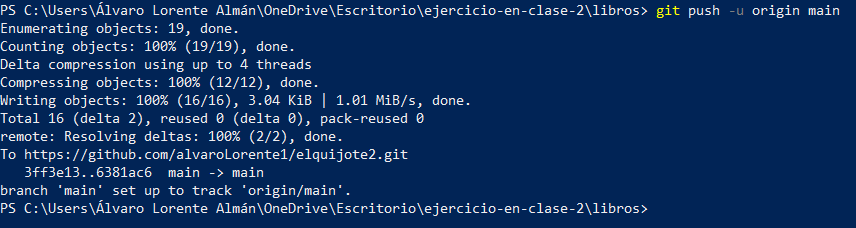 PS C:\Users\Álvaro Lorente Almán\OneDrive\Escritorio\ejercicio-en-clase-2\libros> git push -u origin main
Enumerating objects: 19, done.
Counting objects: 100% (19/19), done.
Delta compression using up to 4 threads
Compressing objects: 100% (12/12), done.
Writing objects: 100% (16/16), 3.04 KiB | 1.01 MiB/s, done.
Total 16 (delta 2), reused 0 (delta 0), pack-reused 0
remote: Resolving deltas: 100% (2/2), done.
To https://github.com/alvaroLorente1/elquijote2.git
   3ff3e13..6381ac6  main -> main
branch 'main' set up to track 'origin/main'.
PS C:\Users\Álvaro Lorente Almán\OneDrive\Escritorio\ejercicio-en-clase-2\libros>